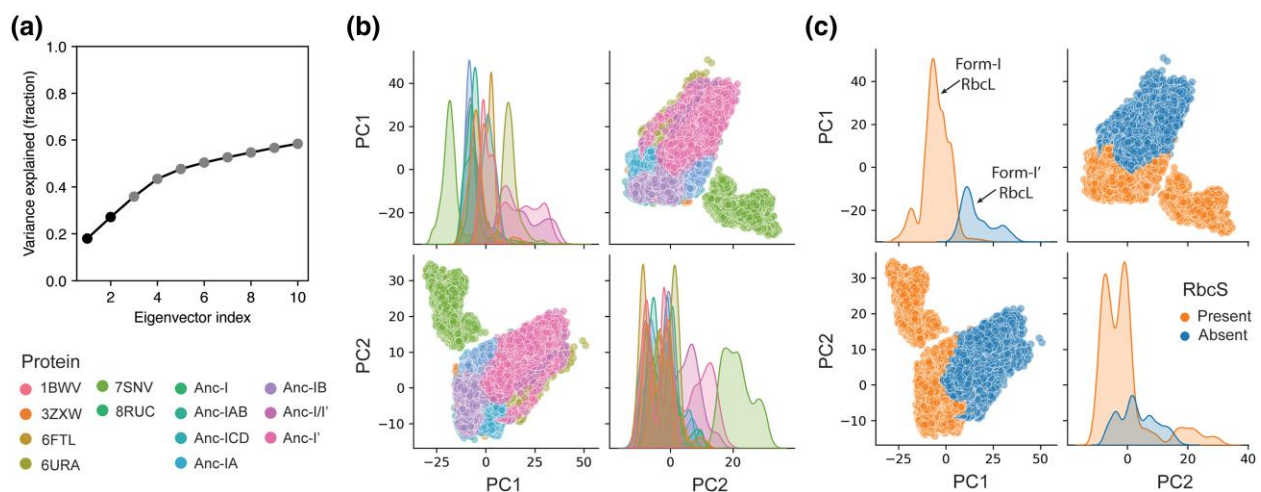 (a)
1.0
0.8
0.6
0.4
0.2
0.0
Variance explained (fraction)
2 4 6 8 10
Eigenvector index
Protein
1BWV
3ZXW
6FTL
6URA
7SNV
8RUC
Anc-I
Anc-IAB
Anc-ICD
Anc-IA
Anc-IB
Anc-I/I'
Anc-I'
(b)
PC1
40
20
0
−20
PC2
30
20
10
0
−10
−25 0 25 50
PC1
0 20
PC2
(c)
PC1
40
20
0
−20
Form-I
RbcL
Form-I'
RbcL
PC2
30
20
10
0
−10
−25 0 25 50
PC1
RbcS
Present
Absent
0 20 40
PC2